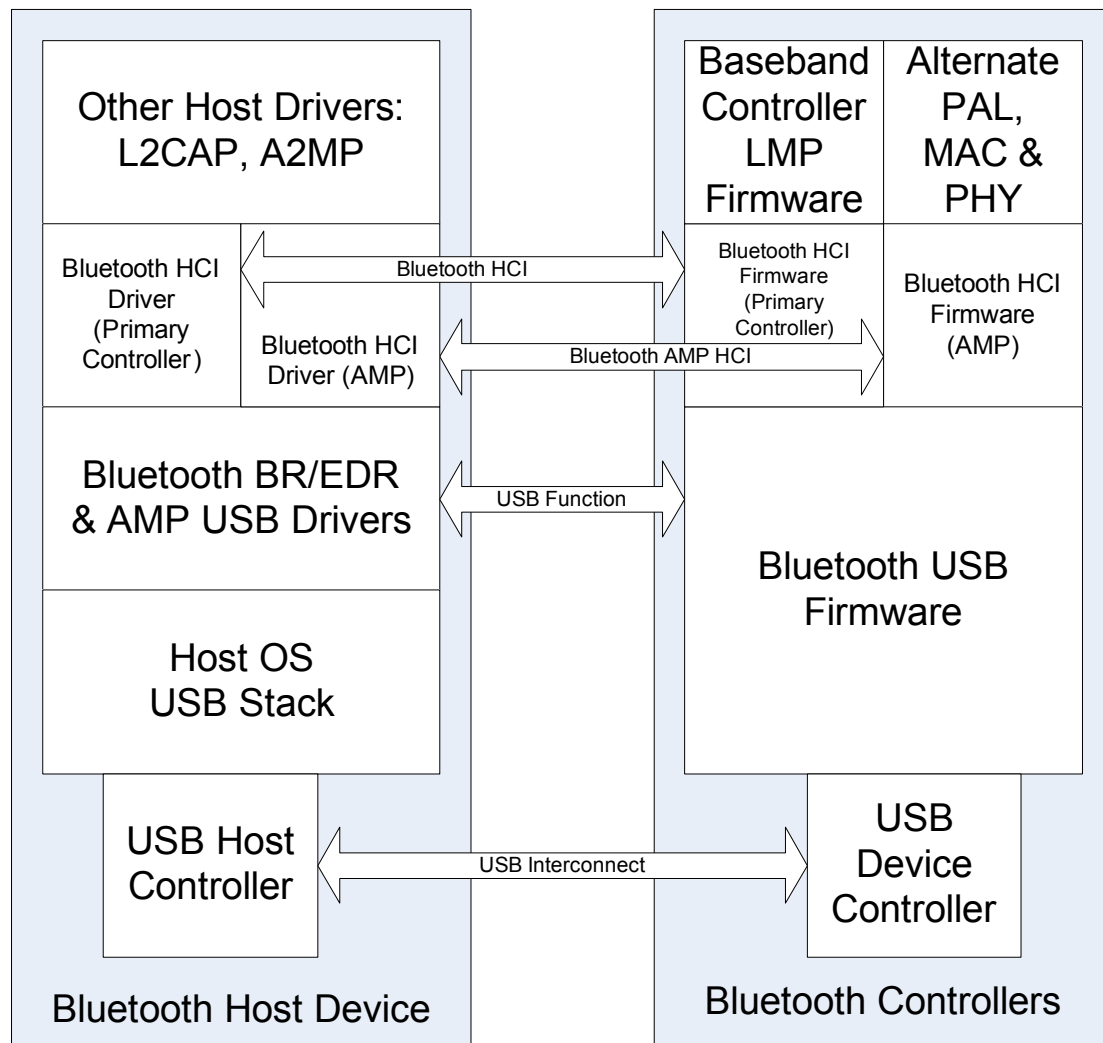 Other Host Drivers:
L2CAP, A2MP
Bluetooth HCI
Driver
(Primary
Controller)
Bluetooth HCI
Driver (AMP)
Bluetooth BR/EDR
& AMP USB Drivers
Host OS
USB Stack
USB Host
Controller
Bluetooth Host Device
Bluetooth HCI
Bluetooth AMP HCI
USB Function
USB Interconnect
Baseband
Controller
LMP
Firmware
Alternate
PAL,
MAC &
PHY
Bluetooth HCI
Firmware
(Primary
Controller)
Bluetooth HCI
Firmware
(AMP)
Bluetooth USB
Firmware
USB
Device
Controller
Bluetooth Controllers